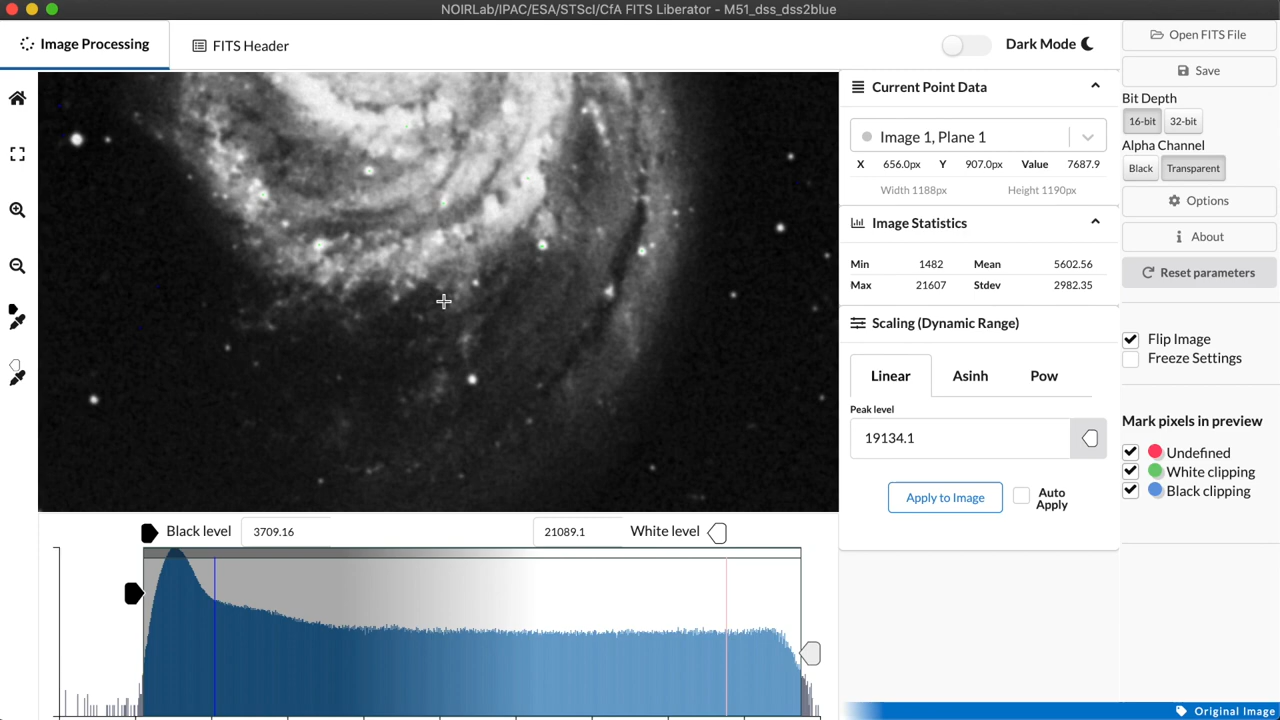 NOIRLab/IPAC/ESA/STScI/CfA FITS Liberator - M51_dss_dss2blue
Image Processing
FITS Header
Dark Mode
Open FITS File
Save
Bit Depth
16-bit 32-bit
Alpha Channel
Black Transparent
Options
About
Reset parameters
Flip Image
Freeze Settings
Mark pixels in preview
Undefined
White clipping
Black clipping
Current Point Data
Image 1, Plane 1
X 656.0px Y 907.0px Value 7687.9
Width 1188px Height 1190px
Image Statistics
Min 1482 Mean 5602.56
Max 21607 Stdev 2982.35
Scaling (Dynamic Range)
Linear Asinh Pow
Peak level
19134.1
Apply to Image
Auto
Apply
Black level 3709.16 21089.1 White level
Original Image